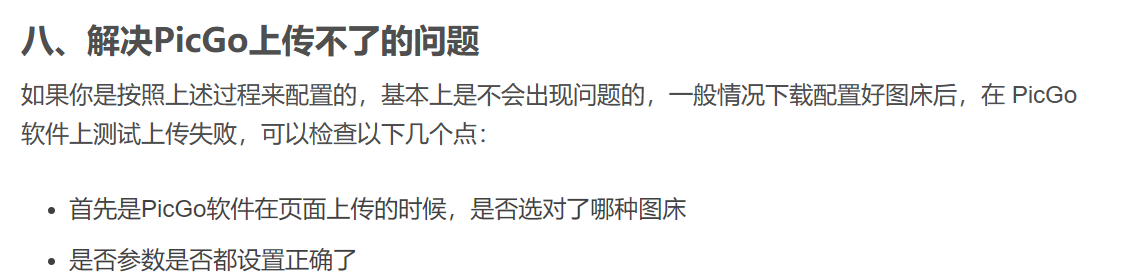 八、解决PicGo上传不了的问题
如果你是按照上述过程来配置的，基本上是不会出现问题的，一般情况下载配置好图床后，在 PicGo
软件上测试上传失败，可以检查以下几个点：
• 首先是PicGo软件在页面上传的时候，是否选对了哪种图床
• 是否参数是否都设置正确了